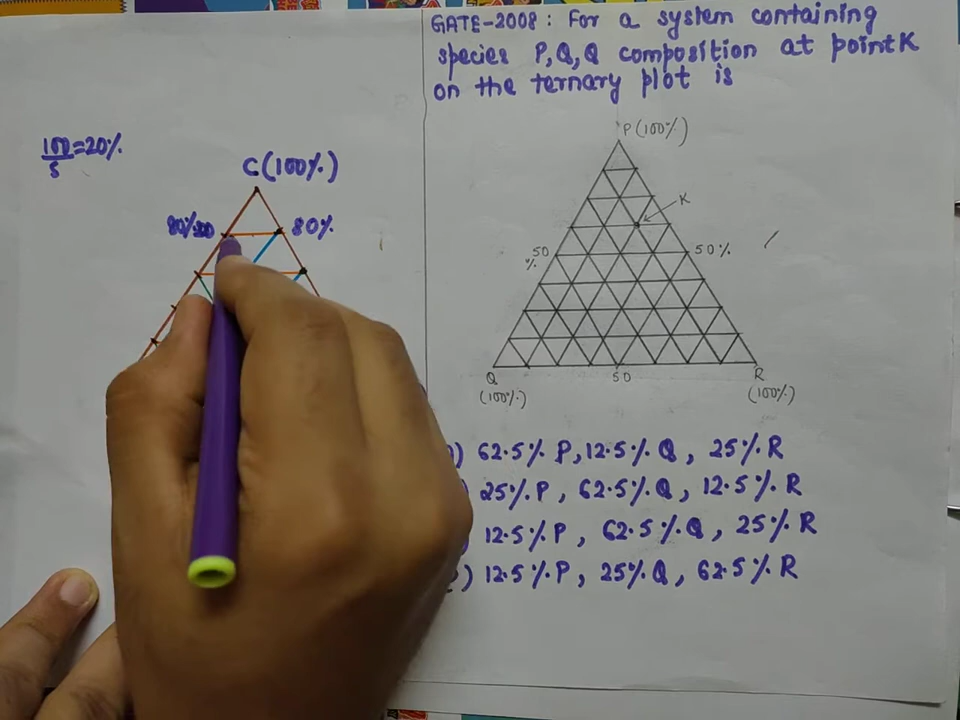 100/5=20%
C(100%)
80%
80%
GATE-2008: For a system containing
species P,Q,Q composition at point K
on the ternary plot is
P(100%)
K
50
%
50%
Q
50
R
(100%)
(100%)
) 62.5% P, 12.5% Q, 25% R
) 25% P, 62.5% Q, 12.5% R
) 12.5% P, 62.5% Q, 25% R
) 12.5% P, 25% Q, 62.5% R